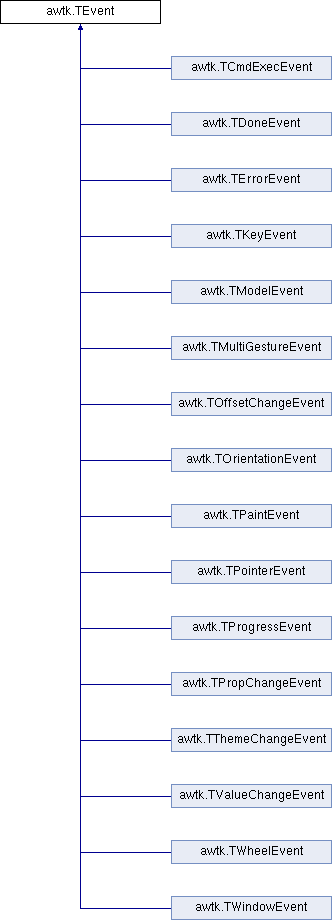 awtk.TEvent
awtk.TCmdExecEvent
awtk.TDoneEvent
awtk.TErrorEvent
awtk.TKeyEvent
awtk.TModelEvent
awtk.TMultiGestureEvent
awtk.TOffsetChangeEvent
awtk.TOrientationEvent
awtk.TPaintEvent
awtk.TPointerEvent
awtk.TProgressEvent
awtk.TPropChangeEvent
awtk.TThemeChangeEvent
awtk.TValueChangeEvent
awtk.TWheelEvent
awtk.TWindowEvent